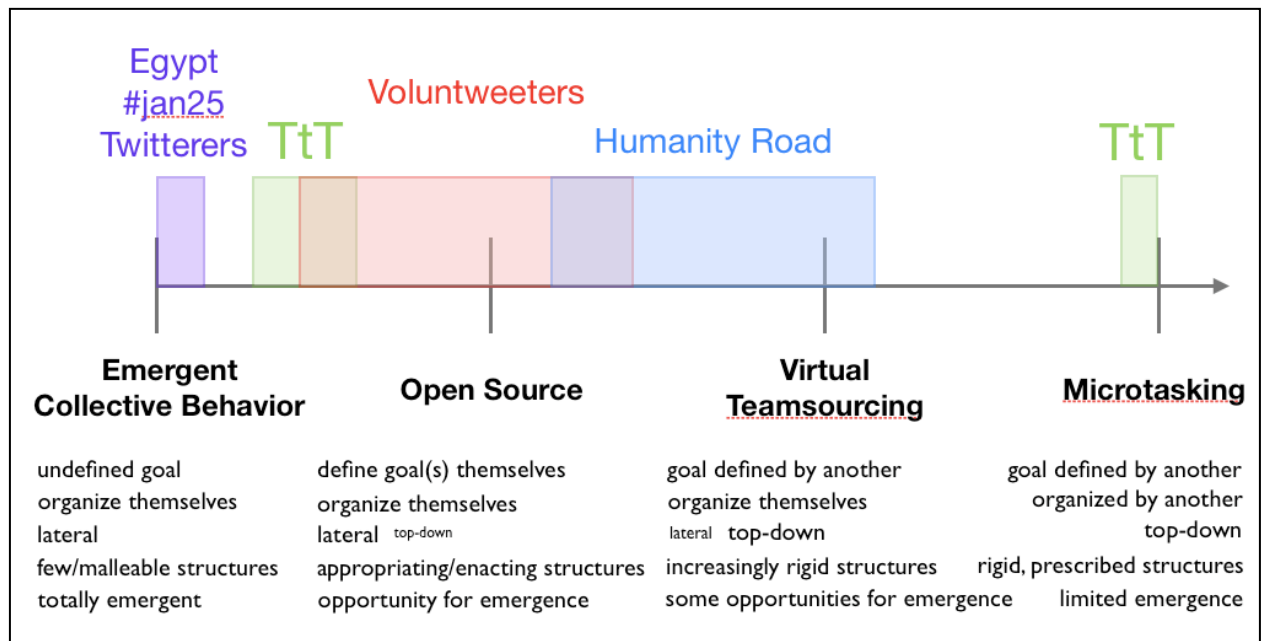 Egypt
#jan25
Twitterers
TtT
Voluntweeters
Humanity Road
TtT
Emergent
Collective Behavior
undefined goal
organize themselves
lateral
few/malleable structures
totally emergent
Open Source
define goal(s) themselves
organize themselves
lateral top-down
appropriating/enacting structures
opportunity for emergence
Virtual
Teamsourcing
goal defined by another
organize themselves
lateral top-down
increasingly rigid structures
some opportunities for emergence
Microtasking
goal defined by another
organized by another
top-down
rigid, prescribed structures
limited emergence